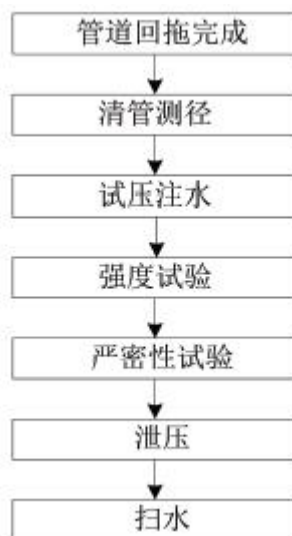 管道回拖完成
清管测径
试压注水
强度试验
严密性试验
泄压
扫水